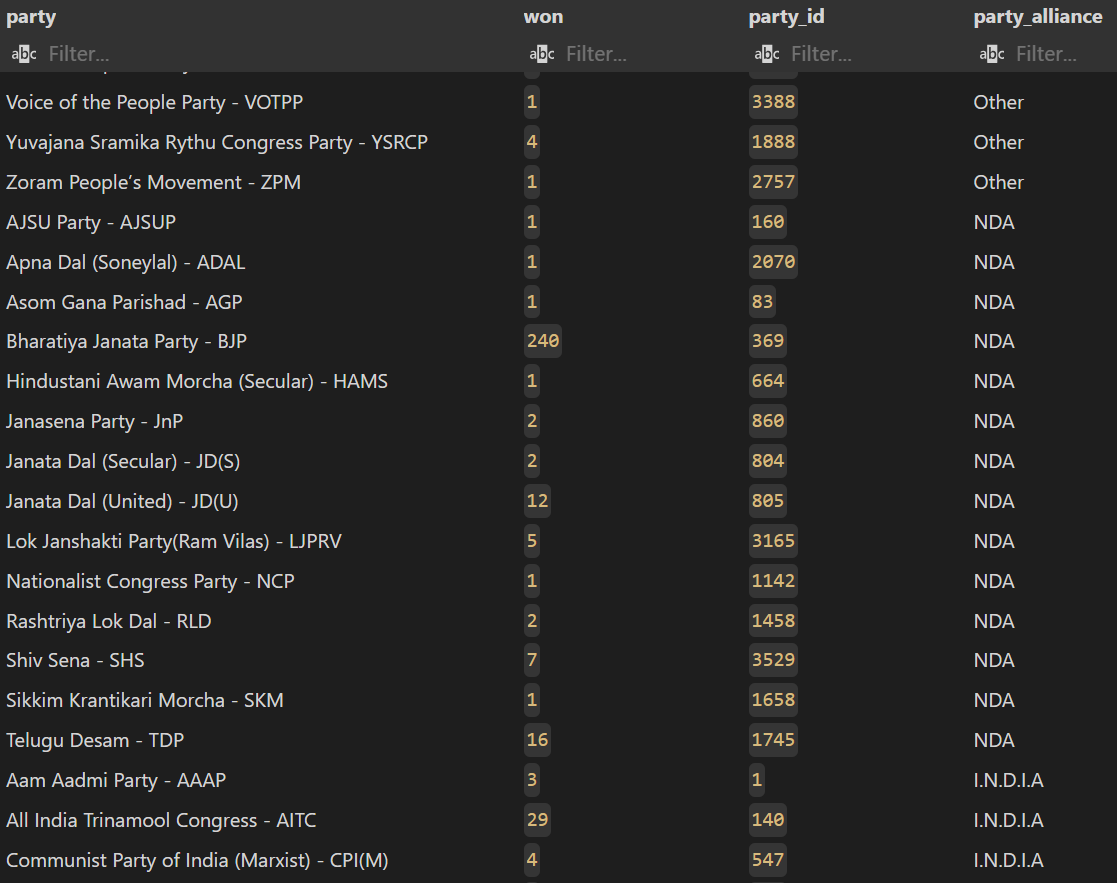 party won party_id party_alliance
abc Filter... abc Filter... abc Filter... abc Filter...
Voice of the People Party - VOTPP 1 3388 Other
Yuvajana Sramika Rythu Congress Party - YSRCP 4 1888 Other
Zoram People’s Movement - ZPM 1 2757 Other
AJSU Party - AJSUP 1 160 NDA
Apna Dal (Soneylal) - ADAL 1 2070 NDA
Asom Gana Parishad - AGP 1 83 NDA
Bharatiya Janata Party - BJP 240 369 NDA
Hindustani Awam Morcha (Secular) - HAMS 1 664 NDA
Janasena Party - JnP 2 860 NDA
Janata Dal (Secular) - JD(S) 2 804 NDA
Janata Dal (United) - JD(U) 12 805 NDA
Lok Janshakti Party(Ram Vilas) - LJPRV 5 3165 NDA
Nationalist Congress Party - NCP 1 1142 NDA
Rashtriya Lok Dal - RLD 2 1458 NDA
Shiv Sena - SHS 7 3529 NDA
Sikkim Krantikari Morcha - SKM 1 1658 NDA
Telugu Desam - TDP 16 1745 NDA
Aam Aadmi Party - AAAP 3 1 I.N.D.I.A
All India Trinamool Congress - AITC 29 140 I.N.D.I.A
Communist Party of India (Marxist) - CPI(M) 4 547 I.N.D.I.A